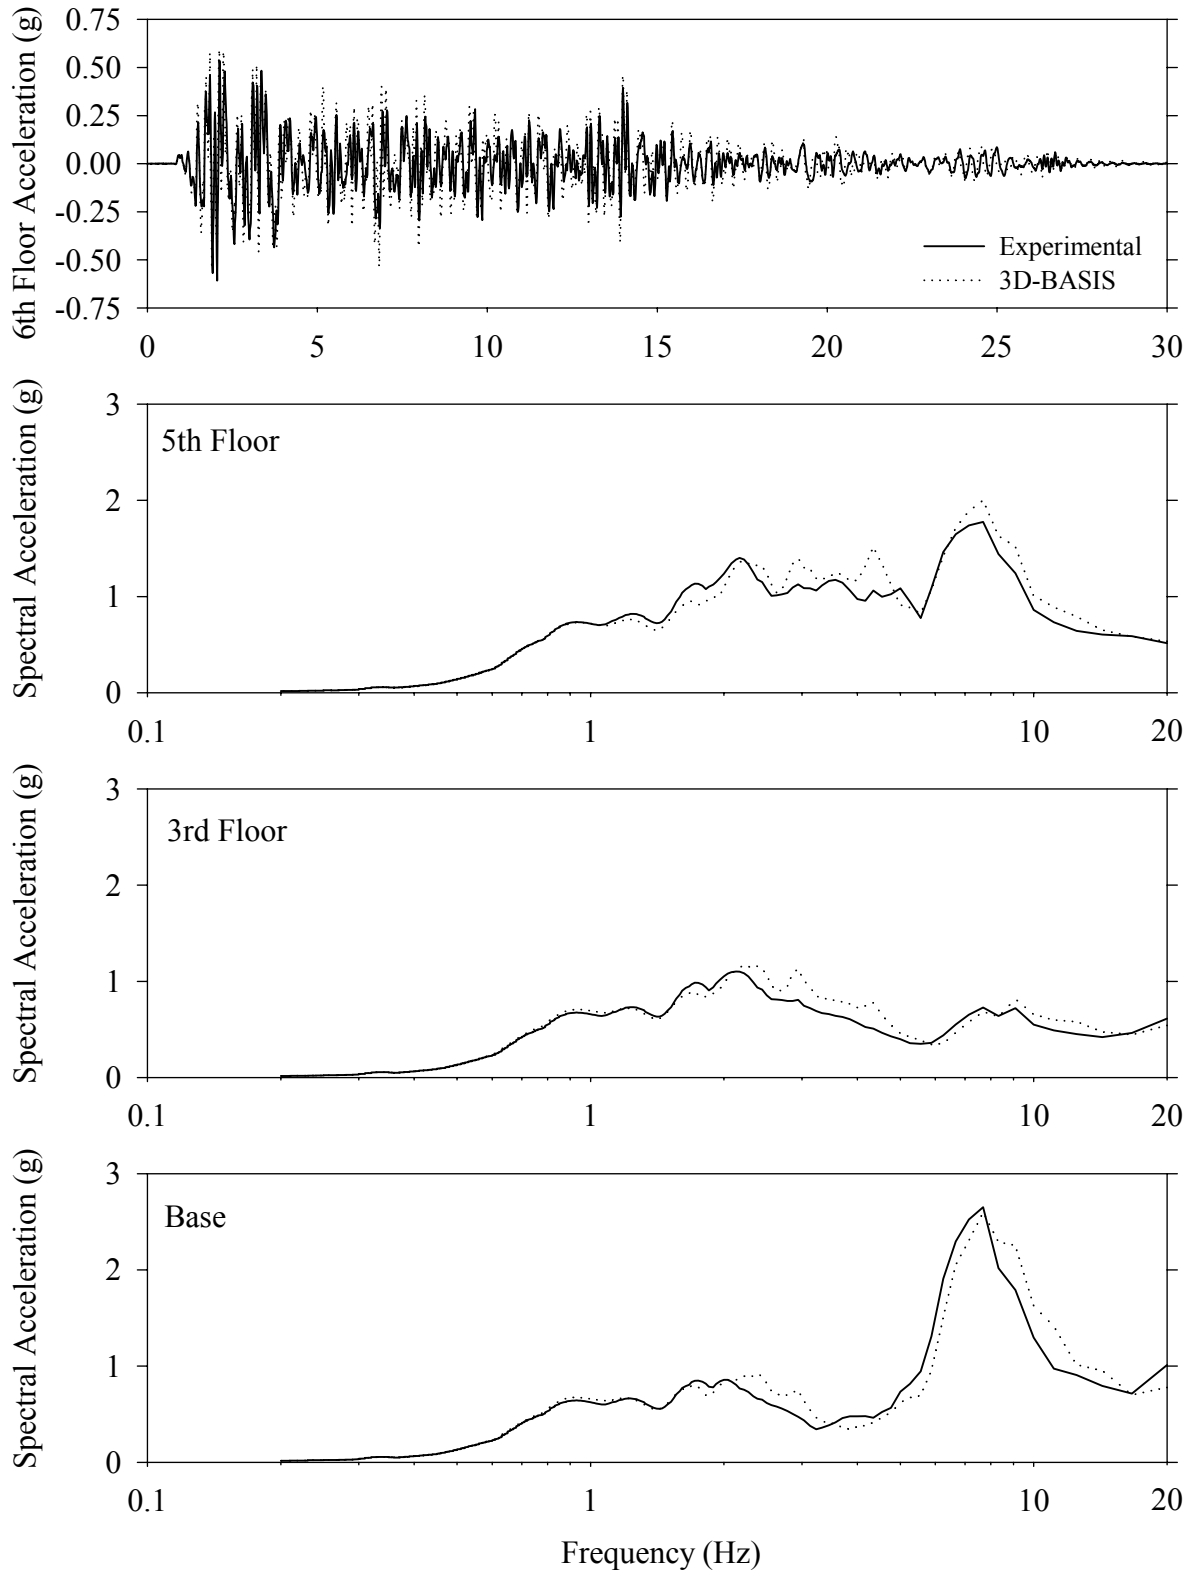 6th Floor Acceleration (g)
0.75
0.50
0.25
0.00
-0.25
-0.50
-0.75
Experimental
3D-BASIS
0 5 10 15 20 25 30
Spectral Acceleration (g)
3
2
1
0
5th Floor
0.1 1 10 20
Spectral Acceleration (g)
3
2
1
0
3rd Floor
0.1 1 10 20
Spectral Acceleration (g)
3
2
1
0
Base
0.1 1 10 20
Frequency (Hz)